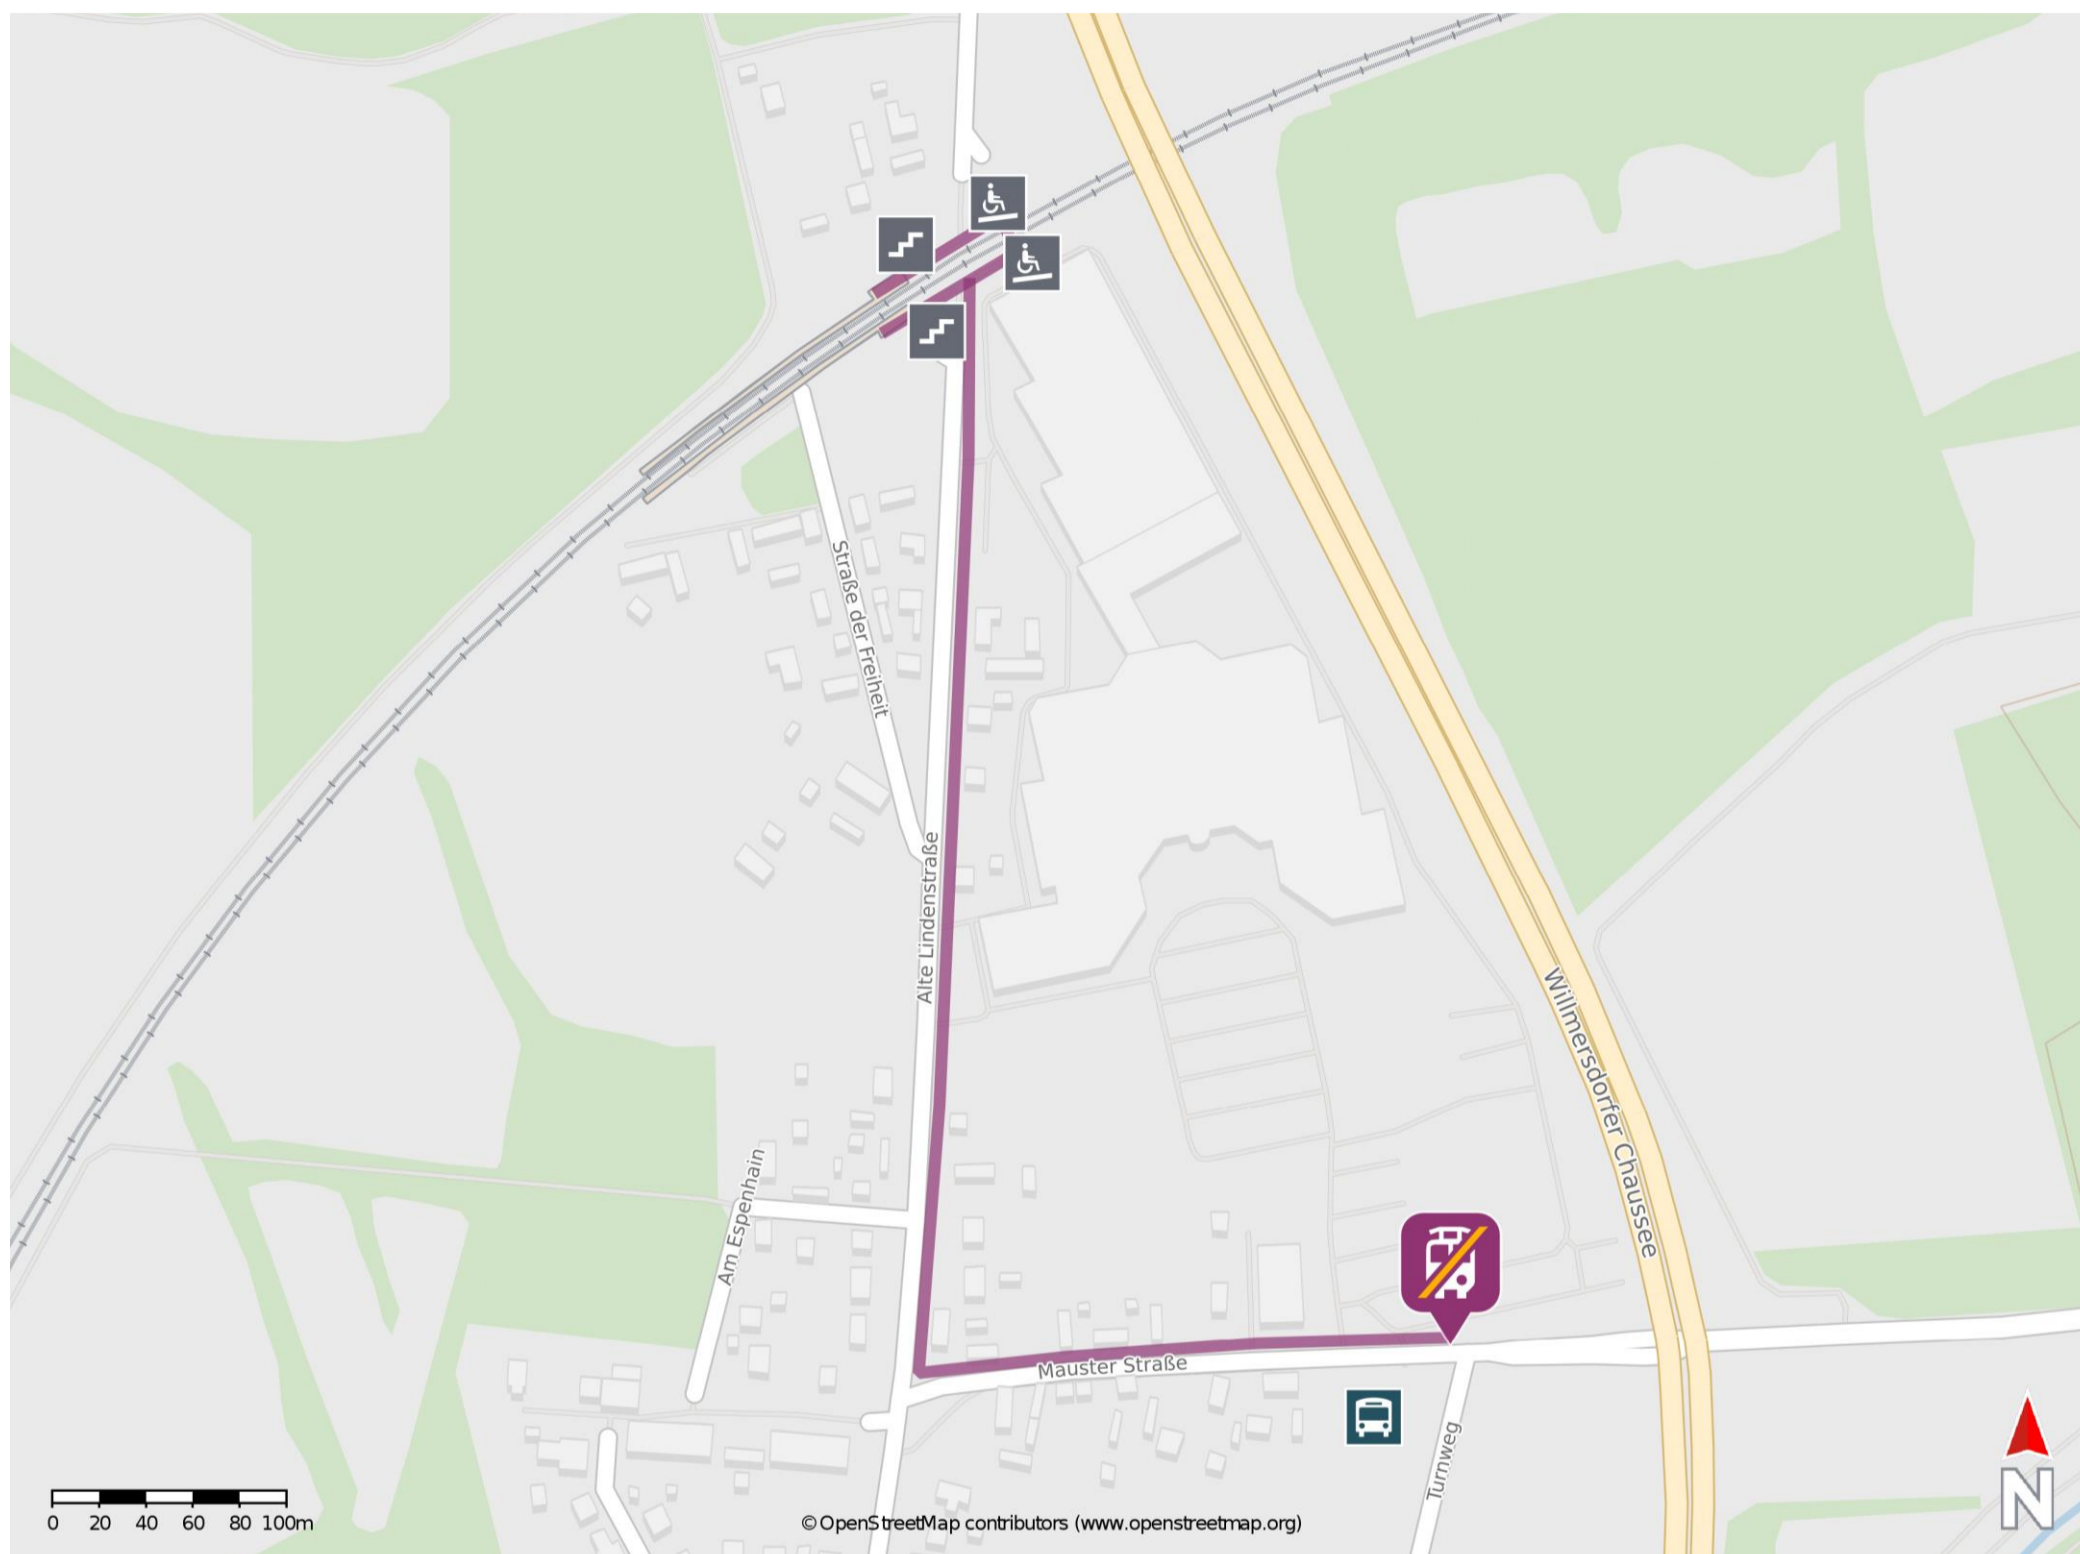 Straße der Freiheit
Alte Lindenstraße
Willmersdorfer Chaussee
Am Espenhain
Mauster Straße
Turnweg
0 20 40 60 80 100m
© OpenStreetMap contributors (www.openstreetmap.org)
N